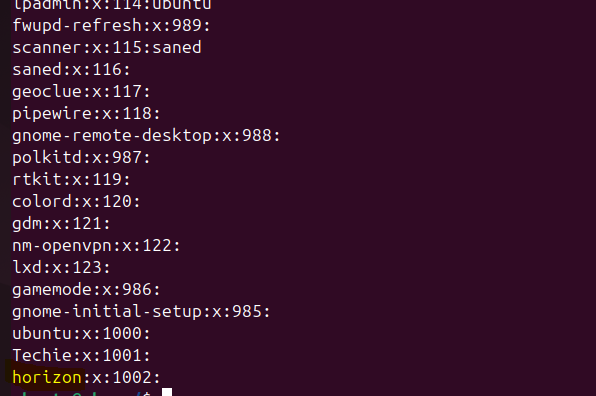 lpadmin:x:114:ubuntu
fwupd-refresh:x:989:
scanner:x:115:saned
saned:x:116:
geoclue:x:117:
pipewire:x:118:
gnome-remote-desktop:x:988:
polkitd:x:987:
rtkit:x:119:
colord:x:120:
gdm:x:121:
nm-openvpn:x:122:
lxd:x:123:
gamemode:x:986:
gnome-initial-setup:x:985:
ubuntu:x:1000:
Techie:x:1001:
horizon:x:1002: